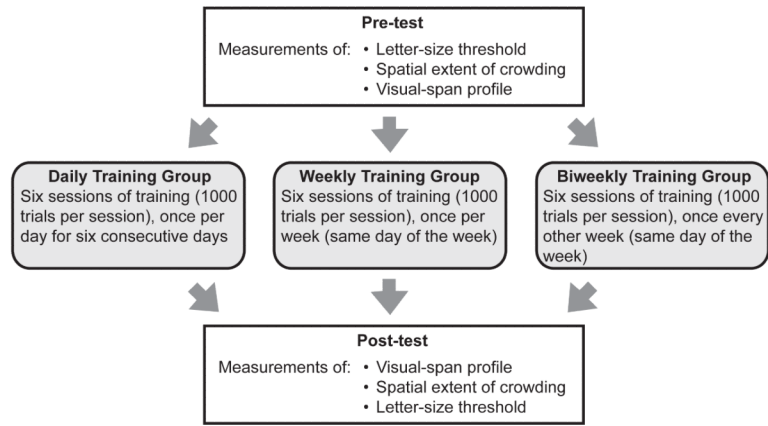 Pre-test
Measurements of: • Letter-size threshold
• Spatial extent of crowding
• Visual-span profile
Daily Training Group
Six sessions of training (1000
trials per session), once per
day for six consecutive days
Weekly Training Group
Six sessions of training (1000
trials per session), once per
week (same day of the week)
Biweekly Training Group
Six sessions of training (1000
trials per session), once every
other week (same day of the
week)
Post-test
Measurements of: • Visual-span profile
• Spatial extent of crowding
• Letter-size threshold